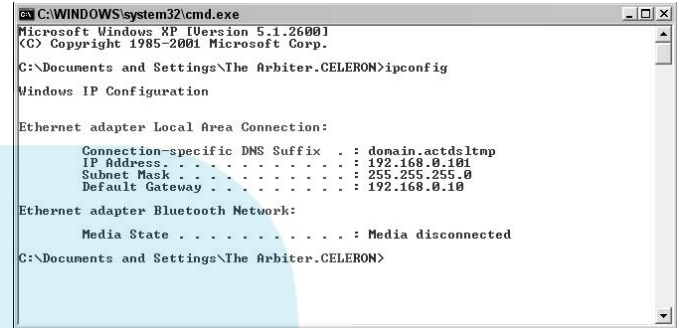 C:\WINDOWS\system32\cmd.exe
Microsoft Windows XP [Version 5.1.2600]
(C) Copyright 1985-2001 Microsoft Corp.
C:\Documents and Settings\The Arbiter.CELERON>ipconfig
Windows IP Configuration
Ethernet adapter Local Area Connection:
Connection-specific DNS Suffix . : domain.actdsltmp
IP Address. . . . . . . . . . . . : 192.168.0.101
Subnet Mask . . . . . . . . . . . : 255.255.255.0
Default Gateway . . . . . . . . . : 192.168.0.10
Ethernet adapter Bluetooth Network:
Media State . . . . . . . . . . . : Media disconnected
C:\Documents and Settings\The Arbiter.CELERON>